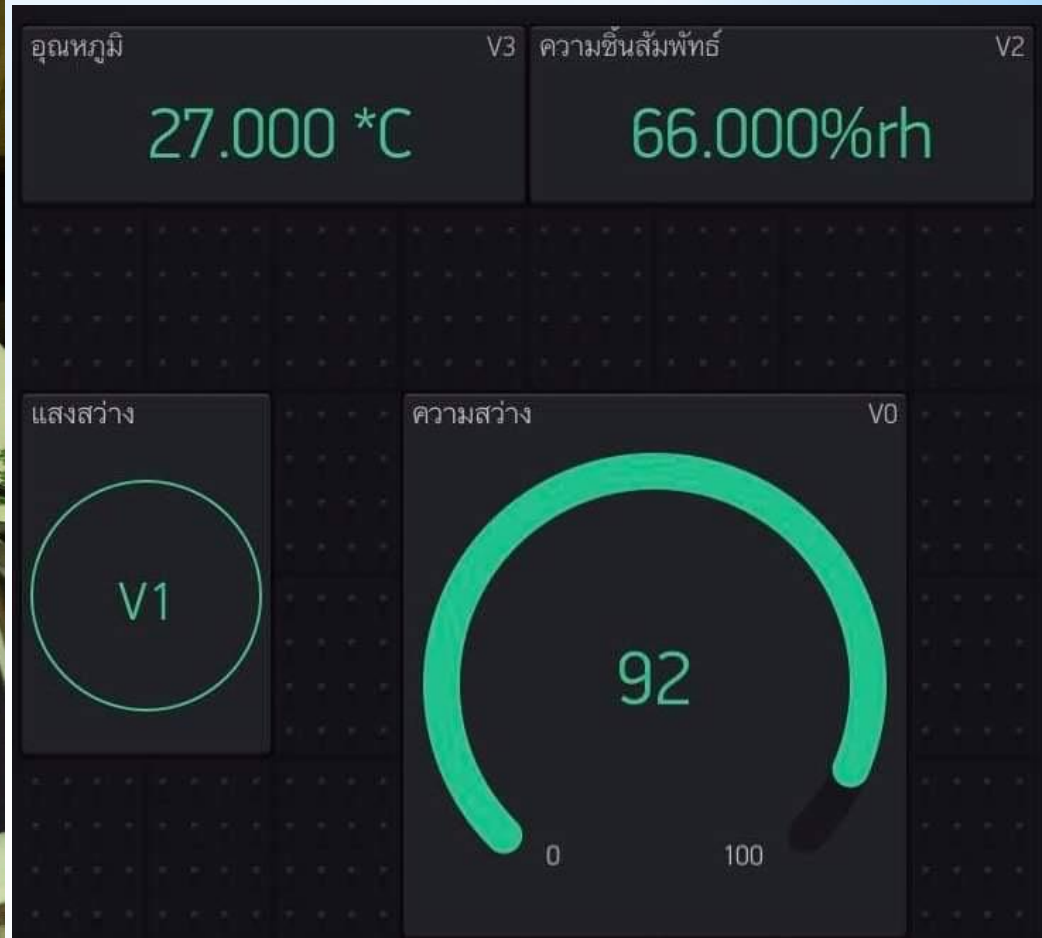 อุณหภูมิ V3
ความชิ้นสัมพัทธ์ V2
27.000 *C
66.000%rh
แสงสว่าง
ความสว่าง V0
V1
92
0 100